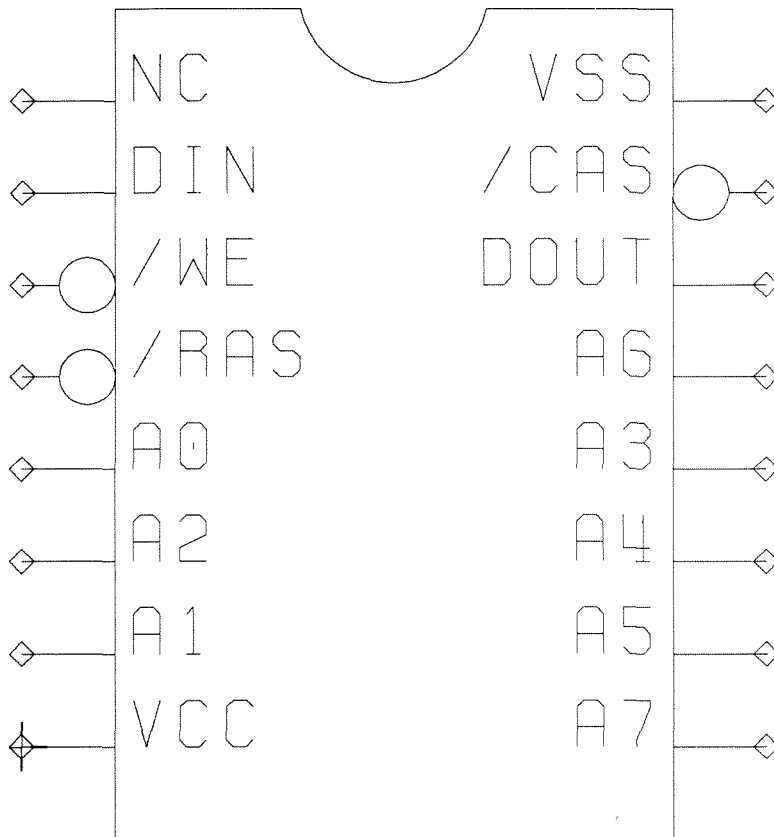 NC VSS
DIN /CAS
/WE DOUT
/RAS A6
A0 A3
A2 A4
A1 A5
VCC A7